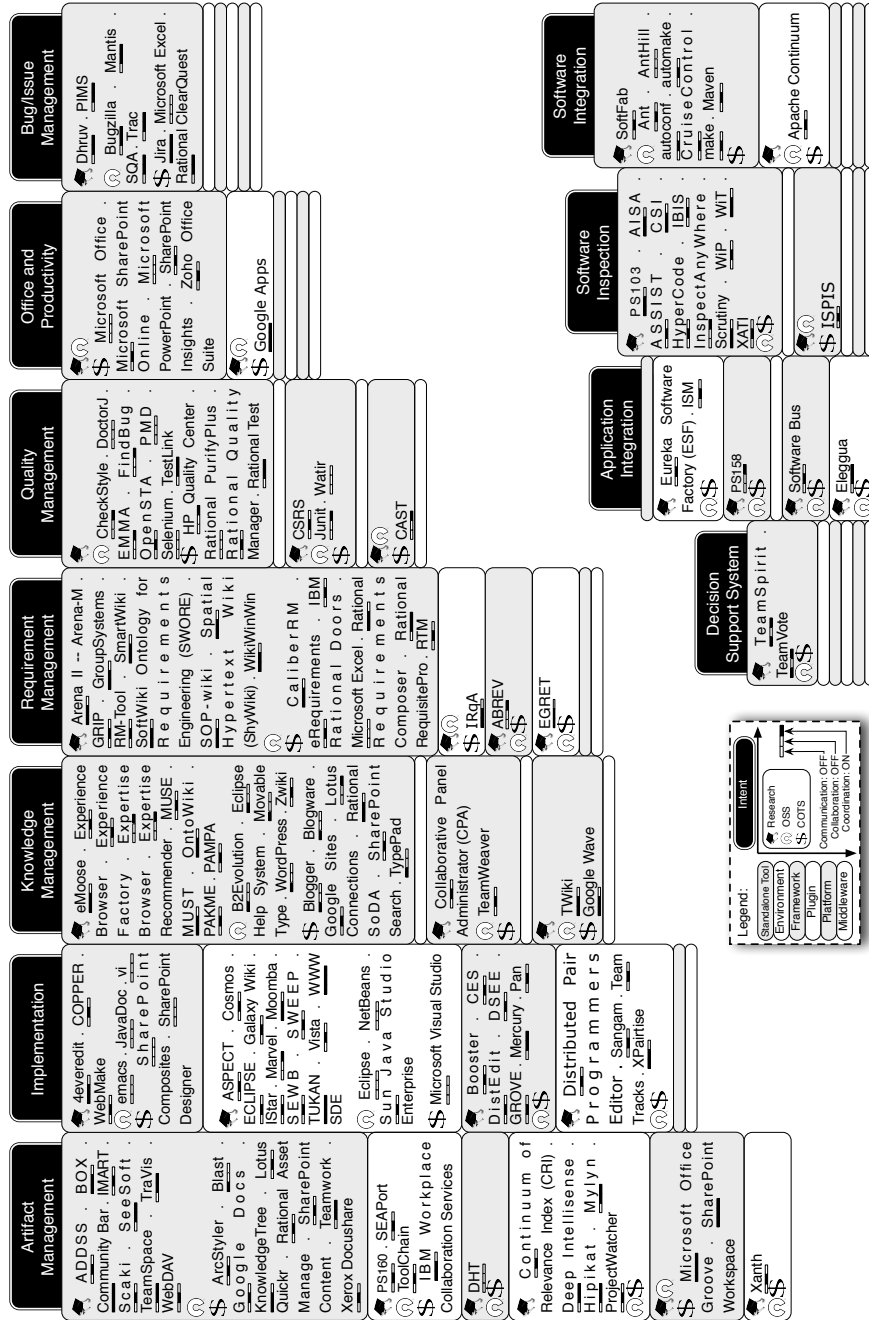 Artifact
Management
ADDSS . BOX .
Community Bar . IMART .
Scaki . SeeSoft .
TeamSpace . TraVis .
WebDAV
ArcStyler . Blast .
Google Docs .
KnowledgeTree . Lotus
Quickr . Rational Asset
Manage . SharePoint
Content . Teamwork .
Xerox Docushare
PS160 . SEAPort
ToolChain
$ IBM Workplace
Collaboration Services
DHT
Continuum of
Relevance Index (CRI) .
Deep Intellisense .
Hipikat . Mylyn .
ProjectWatcher
$ Microsoft Office
Groove . SharePoint
Workspace
Xanth
Implementation
4everedit . COPPER .
WebMake
emacs . JavaDoc . vi
$ SharePoint
Composites . SharePoint
Designer
ASPECT . Cosmos .
ECLIPSE . Galaxy Wiki .
IStar . Marvel . Moomba .
SEWB . SWEEP .
TUKAN . Vista . WWW
SDE
Eclipse . NetBeans .
Sun Java Studio
Enterprise
$ Microsoft Visual Studio
Booster . CES .
DistEdit . DSEE .
GROVE . Mercury . Pan
Distributed Pair
Programmers
Editor . Sangam . Team
Tracks . XPairtise
Knowledge
Management
eMoose . Experience
Browser . Experience
Factory . Expertise
Browser . Expertise
Recommender . MUSE .
MUST . OntoWiki .
PAKME . PAMPA
B2Evolution . Eclipse
Help System . Movable
Type . WordPress . Zwiki
$ Blogger . Blogware .
Google Sites . Lotus
Connections . Rational
SoDA . SharePoint
Search . TypePad
Collaborative Panel
Administrator (CPA)
TeamWeaver
TWiki
$ Google Wave
Requirement
Management
Arena II -- Arena-M .
GRIP . GroupSystems .
RM-Tool . SmartWiki .
SoftWiki Ontology for
Requirements
Engineering (SWORE) .
SOP-wiki . Spatial
Hypertext Wiki
(ShyWiki) . WikiWinWin
$ CaliberRM .
eRequirements . IBM
Rational Doors .
Microsoft Excel . Rational
Requirements
Composer . Rational
RequisitePro . RTM
$ IRqA
ABREV
EGRET
Quality
Management
CheckStyle . DoctorJ .
EMMA . FindBug .
OpenSTA . PMD .
Selenium . TestLink
$ HP Quality Center .
Rational PurifyPlus .
Rational Quality
Manager . Rational Test
CSRS
Junit . Watir
$ CAST
Office and
Productivity
$ Microsoft Office .
Microsoft SharePoint
Online . Microsoft
PowerPoint . SharePoint
Insights . Zoho Office
Suite
$ Google Apps
Bug/Issue
Management
Dhruv . PIMS
Bugzilla . Mantis .
SQA . Trac
$ Jira . Microsoft Excel .
Rational ClearQuest
Legend:
Intent
Standalone Tool
Environment
Framework
Plugin
Platform
Middleware
Research
OSS
$ COTS
Communication: OFF
Collaboration: OFF
Coordination: ON
Decision
Support System
TeamSpirit .
TeamVote
$
Application
Integration
Eureka Software
Factory (ESF) . ISM
$
PS158
$
Software Bus
$
Eleggua
$
Software
Inspection
PS103 . AISA .
ASSIST . CSI .
HyperCode . IBIS .
InspectAnyWhere .
Scrutiny . WiP . WiT .
XATI
$
$ ISPIS
Software
Integration
SoftFab
Ant . AntHill .
autoconf . automake .
CruiseControl .
make . Maven
$
Apache Continuum
$